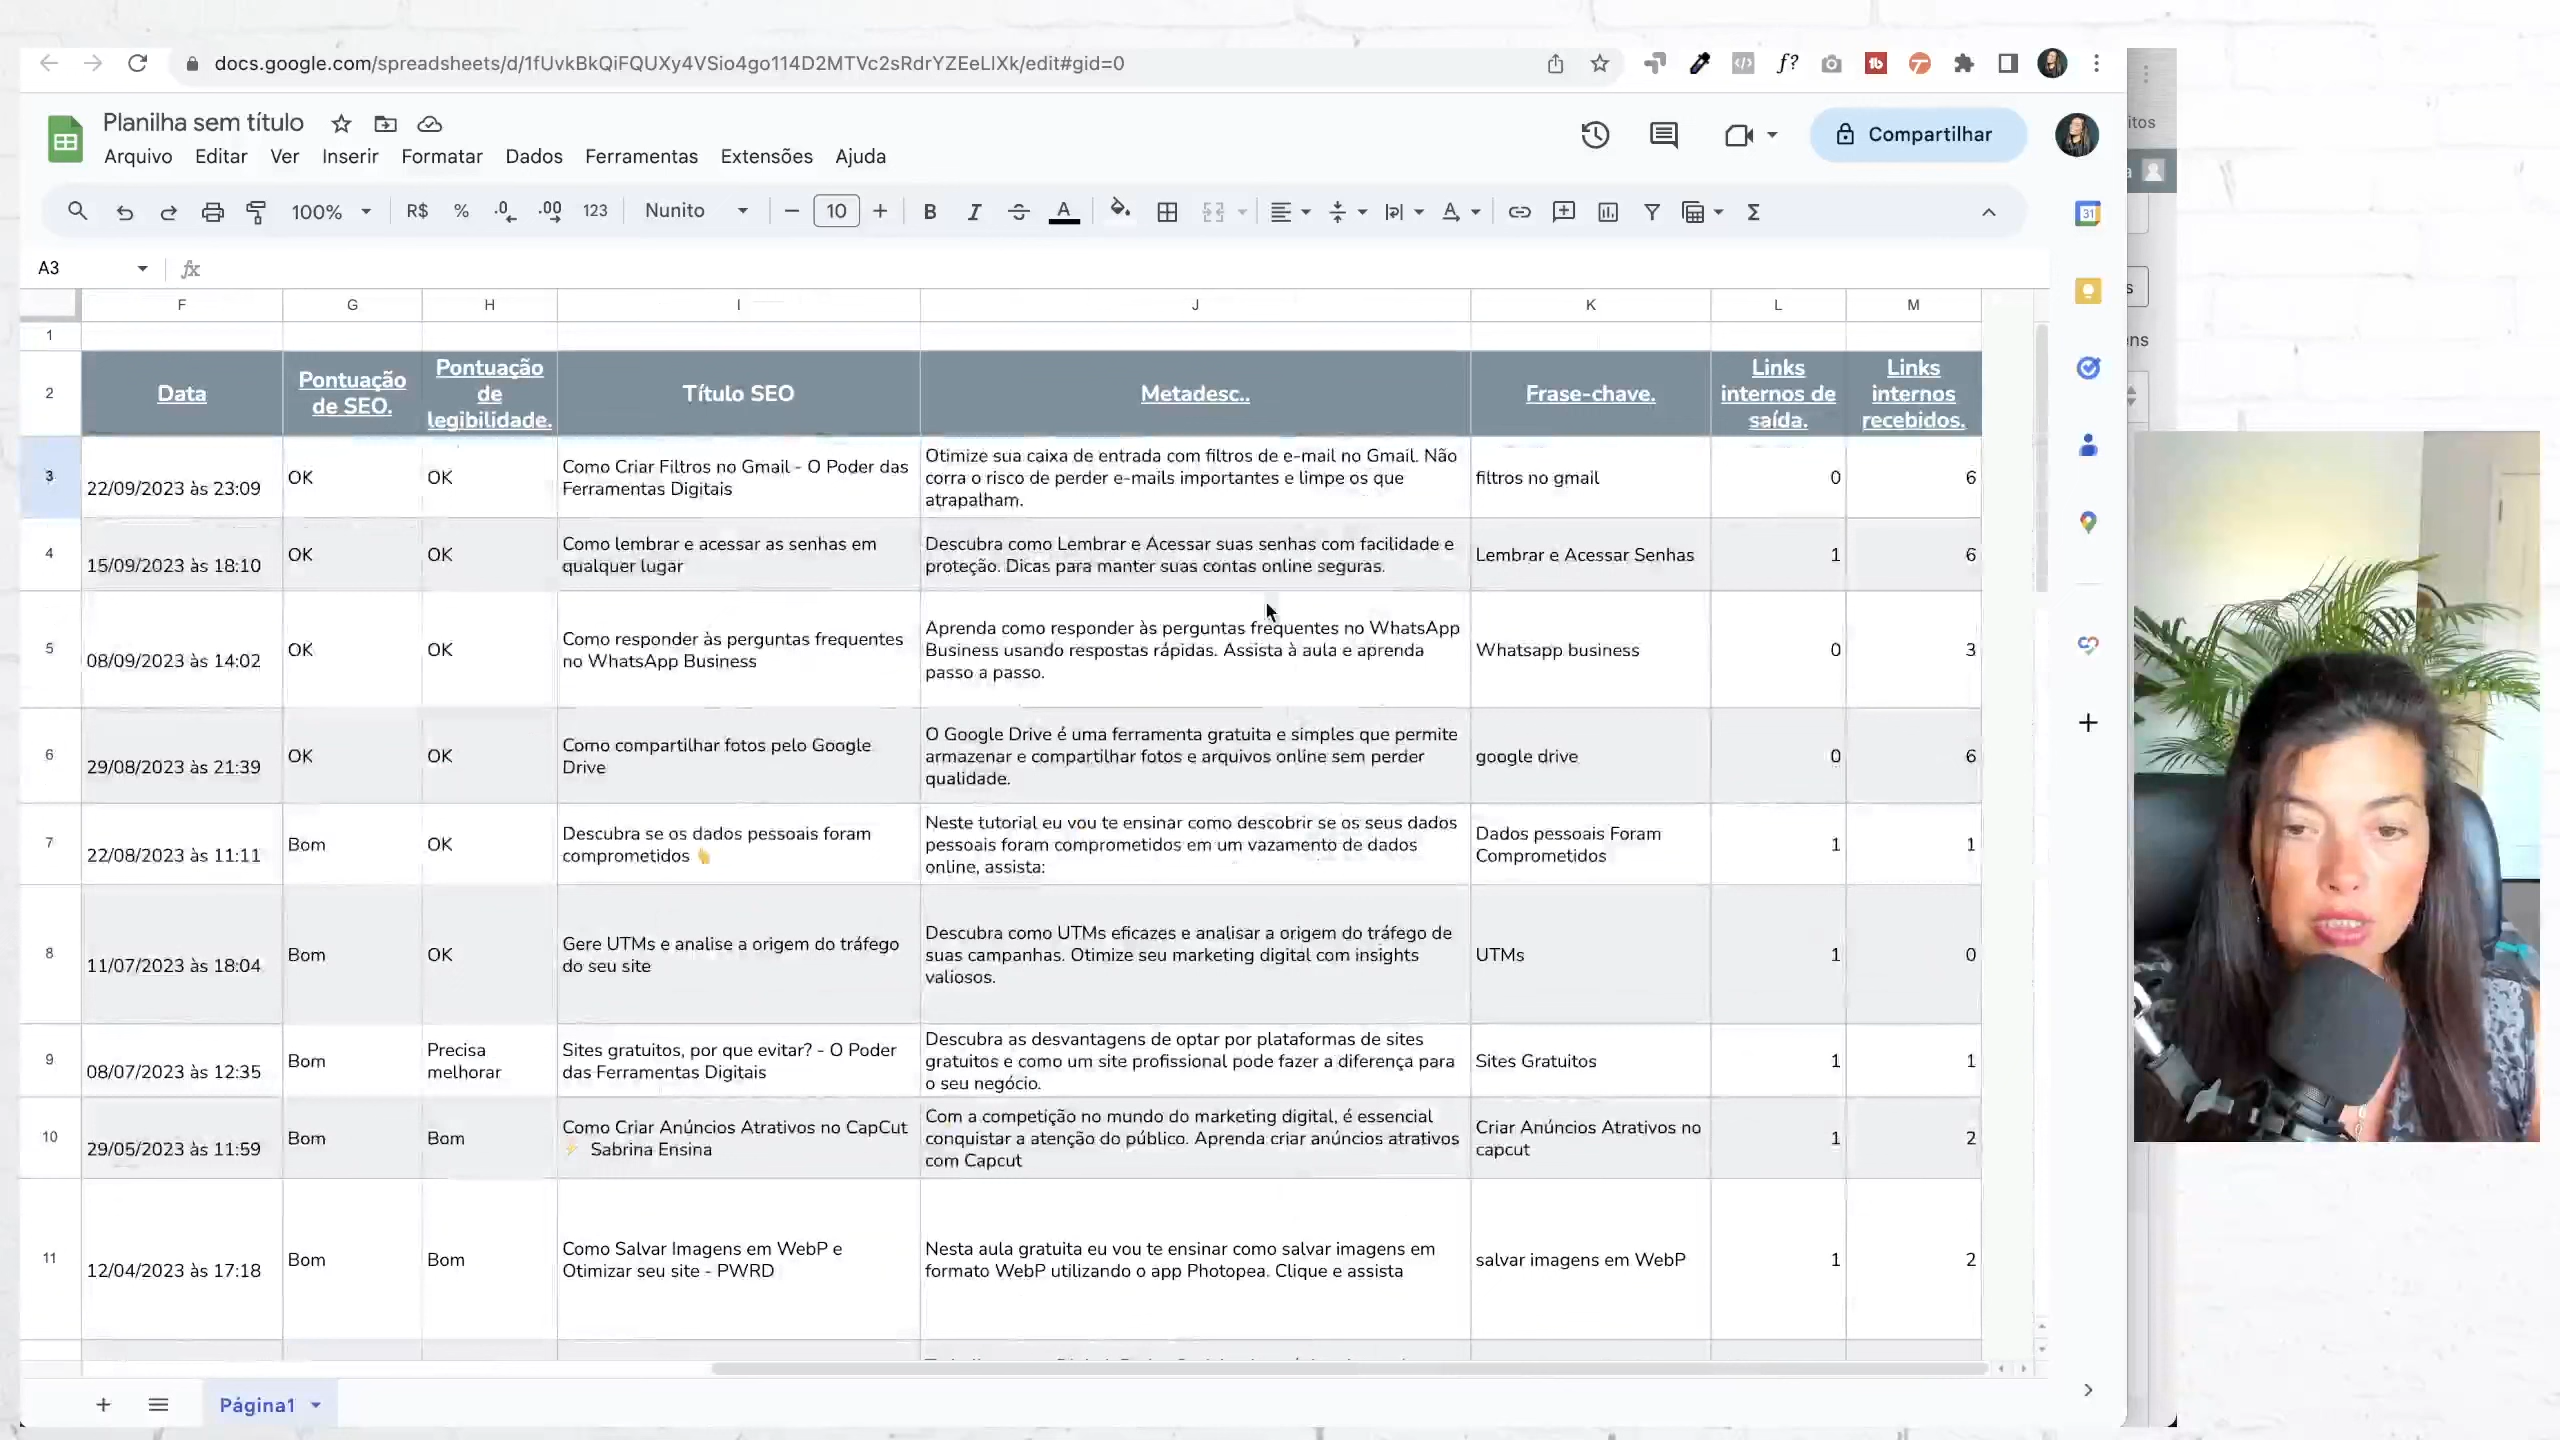 docs.google.com/spreadsheets/d/1fUvkBkQiFQUXy4VSio4go114D2MTVc2sRdrYZEeLIXk/edit#gid=0
Planilha sem título
Arquivo Editar Ver Inserir Formatar Dados Ferramentas Extensões Ajuda
Compartilhar
itos
100% R$ % .0 .00 123 Nunito 10
31
A3
fx
s
ens
F G H I J K L M
1
2
Data
Pontuação
de SEO.
Pontuação
de
legibilidade.
Título SEO
Metadesc..
Frase-chave.
Links
internos de
saída.
Links
internos
recebidos.
3
22/09/2023 às 23:09
OK
OK
Como Criar Filtros no Gmail - O Poder das
Ferramentas Digitais
Otimize sua caixa de entrada com filtros de e-mail no Gmail. Não
corra o risco de perder e-mails importantes e limpe os que
atrapalham.
filtros no gmail
0
6
4
15/09/2023 às 18:10
OK
OK
Como lembrar e acessar as senhas em
qualquer lugar
Descubra como Lembrar e Acessar suas senhas com facilidade e
proteção. Dicas para manter suas contas online seguras.
Lembrar e Acessar Senhas
1
6
5
08/09/2023 às 14:02
OK
OK
Como responder às perguntas frequentes
no WhatsApp Business
Aprenda como responder às perguntas frequentes no WhatsApp
Business usando respostas rápidas. Assista à aula e aprenda
passo a passo.
Whatsapp business
0
3
6
29/08/2023 às 21:39
OK
OK
Como compartilhar fotos pelo Google
Drive
O Google Drive é uma ferramenta gratuita e simples que permite
armazenar e compartilhar fotos e arquivos online sem perder
qualidade.
google drive
0
6
7
22/08/2023 às 11:11
Bom
OK
Descubra se os dados pessoais foram
comprometidos
Neste tutorial eu vou te ensinar como descobrir se os seus dados
pessoais foram comprometidos em um vazamento de dados
online, assista:
Dados pessoais Foram
Comprometidos
1
1
8
11/07/2023 às 18:04
Bom
OK
Gere UTMs e analise a origem do tráfego
do seu site
Descubra como UTMs eficazes e analisar a origem do tráfego de
suas campanhas. Otimize seu marketing digital com insights
valiosos.
UTMs
1
0
9
08/07/2023 às 12:35
Bom
Precisa
melhorar
Sites gratuitos, por que evitar? - O Poder
das Ferramentas Digitais
Descubra as desvantagens de optar por plataformas de sites
gratuitos e como um site profissional pode fazer a diferença para
o seu negócio.
Sites Gratuitos
1
1
10
29/05/2023 às 11:59
Bom
Bom
Como Criar Anúncios Atrativos no CapCut
⚡ Sabrina Ensina
Com a competição no mundo do marketing digital, é essencial
conquistar a atenção do público. Aprenda criar anúncios atrativos
com Capcut
Criar Anúncios Atrativos no
capcut
1
2
11
12/04/2023 às 17:18
Bom
Bom
Como Salvar Imagens em WebP e
Otimizar seu site - PWRD
Nesta aula gratuita eu vou te ensinar como salvar imagens em
formato WebP utilizando o app Photopea. Clique e assista
salvar imagens em WebP
1
2
Página1